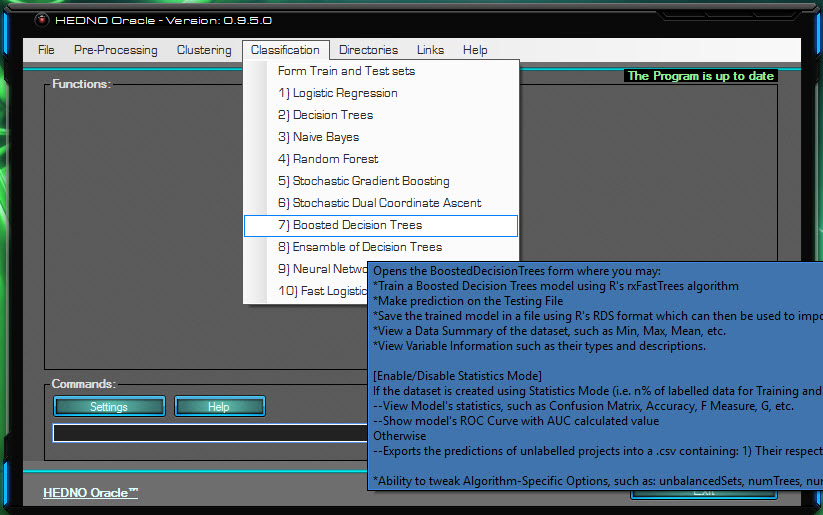 HEDNO Oracle - Version: 0.9.5.0
File Pre-Processing Clustering Classification Directories Links Help
Functions:
The Program is up to date
Form Train and Test sets
1) Logistic Regression
2) Decision Trees
3) Naive Bayes
4) Random Forest
5) Stochastic Gradient Boosting
6) Stochastic Dual Coordinate Ascent
7) Boosted Decision Trees
8) Ensamble of Decision Trees
9) Neural Netwo
10) Fast Logistic
Opens the BoostedDecisionTrees form where you may:
*Train a Boosted Decision Trees model using R's rxFastTrees algorithm
*Make prediction on the Testing File
*Save the trained model in a file using R's RDS format which can then be used to impo
*View a Data Summary of the dataset, such as Min, Max, Mean, etc.
*View Variable Information such as their types and descriptions.
[Enable/Disable Statistics Mode]
If the dataset is created using Statistics Mode (i.e. n% of labelled data for Training and
--View Model's statistics, such as Confusion Matrix, Accuracy, F Measure, G, etc.
--Show model's ROC Curve with AUC calculated value
Otherwise
--Exports the predictions of unlabelled projects into a .csv containing: 1) Their respect
*Ability to tweak Algorithm-Specific Options, such as: unbalancedSets, numTrees, num
Commands:
Settings Help
HEDNO Oracle™
Exit